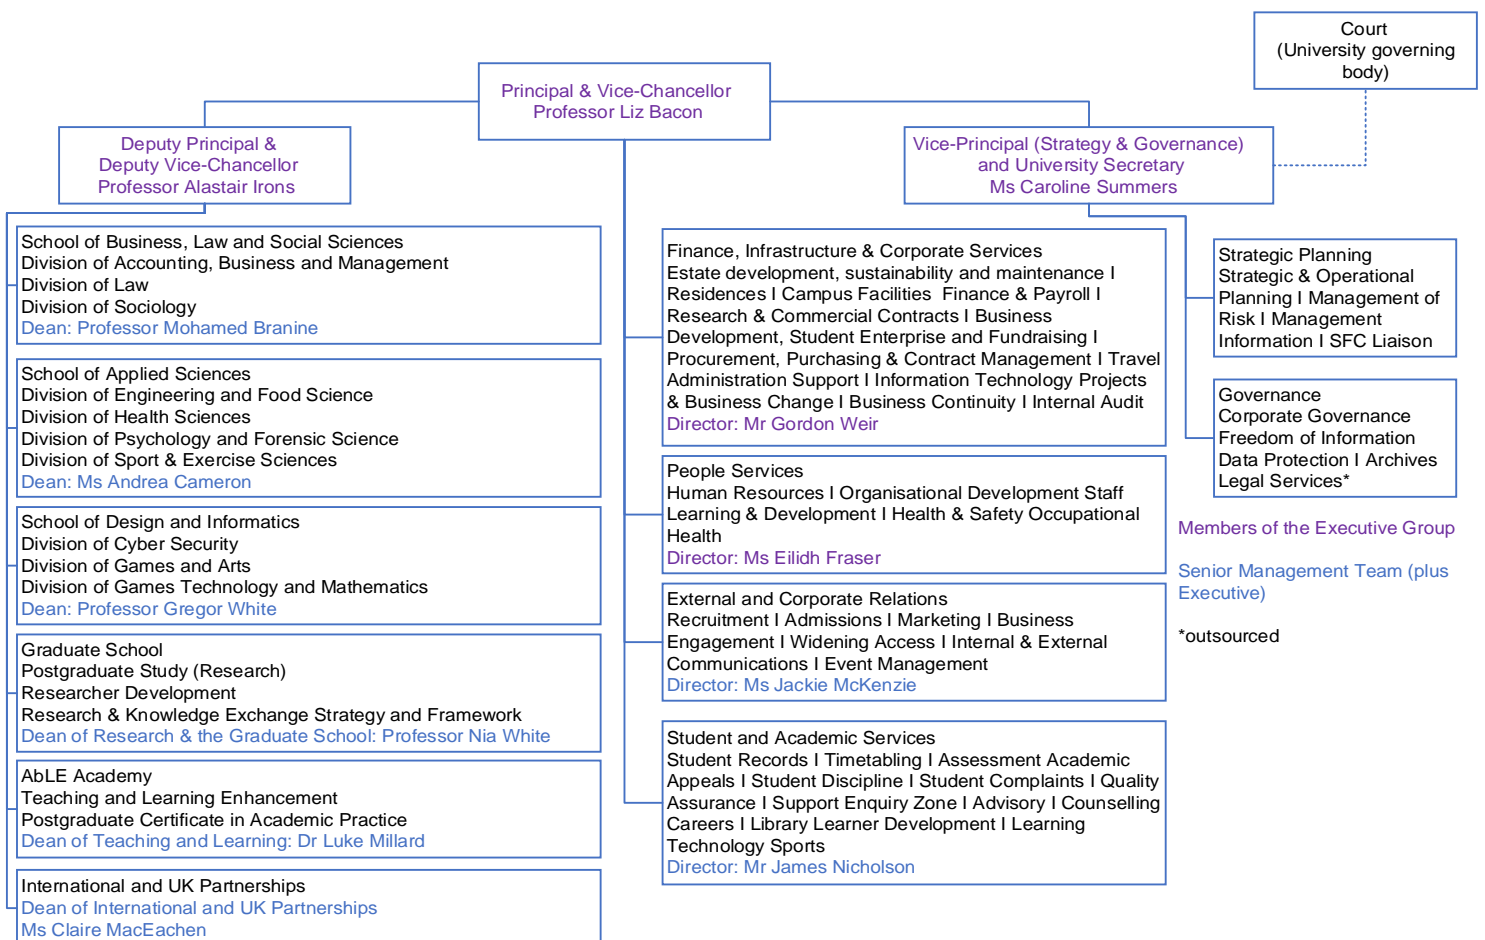 Court
(University governing
body)
Principal & Vice-Chancellor
Professor Liz Bacon
Deputy Principal &
Deputy Vice-Chancellor
Professor Alastair Irons
Vice-Principal (Strategy & Governance)
and University Secretary
Ms Caroline Summers
School of Business, Law and Social Sciences
Division of Accounting, Business and Management
Division of Law
Division of Sociology
Dean: Professor Mohamed Branine
School of Applied Sciences
Division of Engineering and Food Science
Division of Health Sciences
Division of Psychology and Forensic Science
Division of Sport & Exercise Sciences
Dean: Ms Andrea Cameron
School of Design and Informatics
Division of Cyber Security
Division of Games and Arts
Division of Games Technology and Mathematics
Dean: Professor Gregor White
Graduate School
Postgraduate Study (Research)
Researcher Development
Research & Knowledge Exchange Strategy and Framework
Dean of Research & the Graduate School: Professor Nia White
AbLE Academy
Teaching and Learning Enhancement
Postgraduate Certificate in Academic Practice
Dean of Teaching and Learning: Dr Luke Millard
International and UK Partnerships
Dean of International and UK Partnerships
Ms Claire MacEachen
Finance, Infrastructure & Corporate Services
Estate development, sustainability and maintenance I
Residences I Campus Facilities Finance & Payroll I
Research & Commercial Contracts I Business
Development, Student Enterprise and Fundraising I
Procurement, Purchasing & Contract Management I Travel
Administration Support I Information Technology Projects
& Business Change I Business Continuity I Internal Audit
Director: Mr Gordon Weir
People Services
Human Resources I Organisational Development Staff
Learning & Development I Health & Safety Occupational
Health
Director: Ms Eilidh Fraser
External and Corporate Relations
Recruitment I Admissions I Marketing I Business
Engagement I Widening Access I Internal & External
Communications I Event Management
Director: Ms Jackie McKenzie
Student and Academic Services
Student Records I Timetabling I Assessment Academic
Appeals I Student Discipline I Student Complaints I Quality
Assurance I Support Enquiry Zone I Advisory I Counselling
Careers I Library Learner Development I Learning
Technology Sports
Director: Mr James Nicholson
Strategic Planning
Strategic & Operational
Planning I Management of
Risk I Management
Information I SFC Liaison
Governance
Corporate Governance
Freedom of Information
Data Protection I Archives
Legal Services*
Members of the Executive Group
Senior Management Team (plus
Executive)
*outsourced